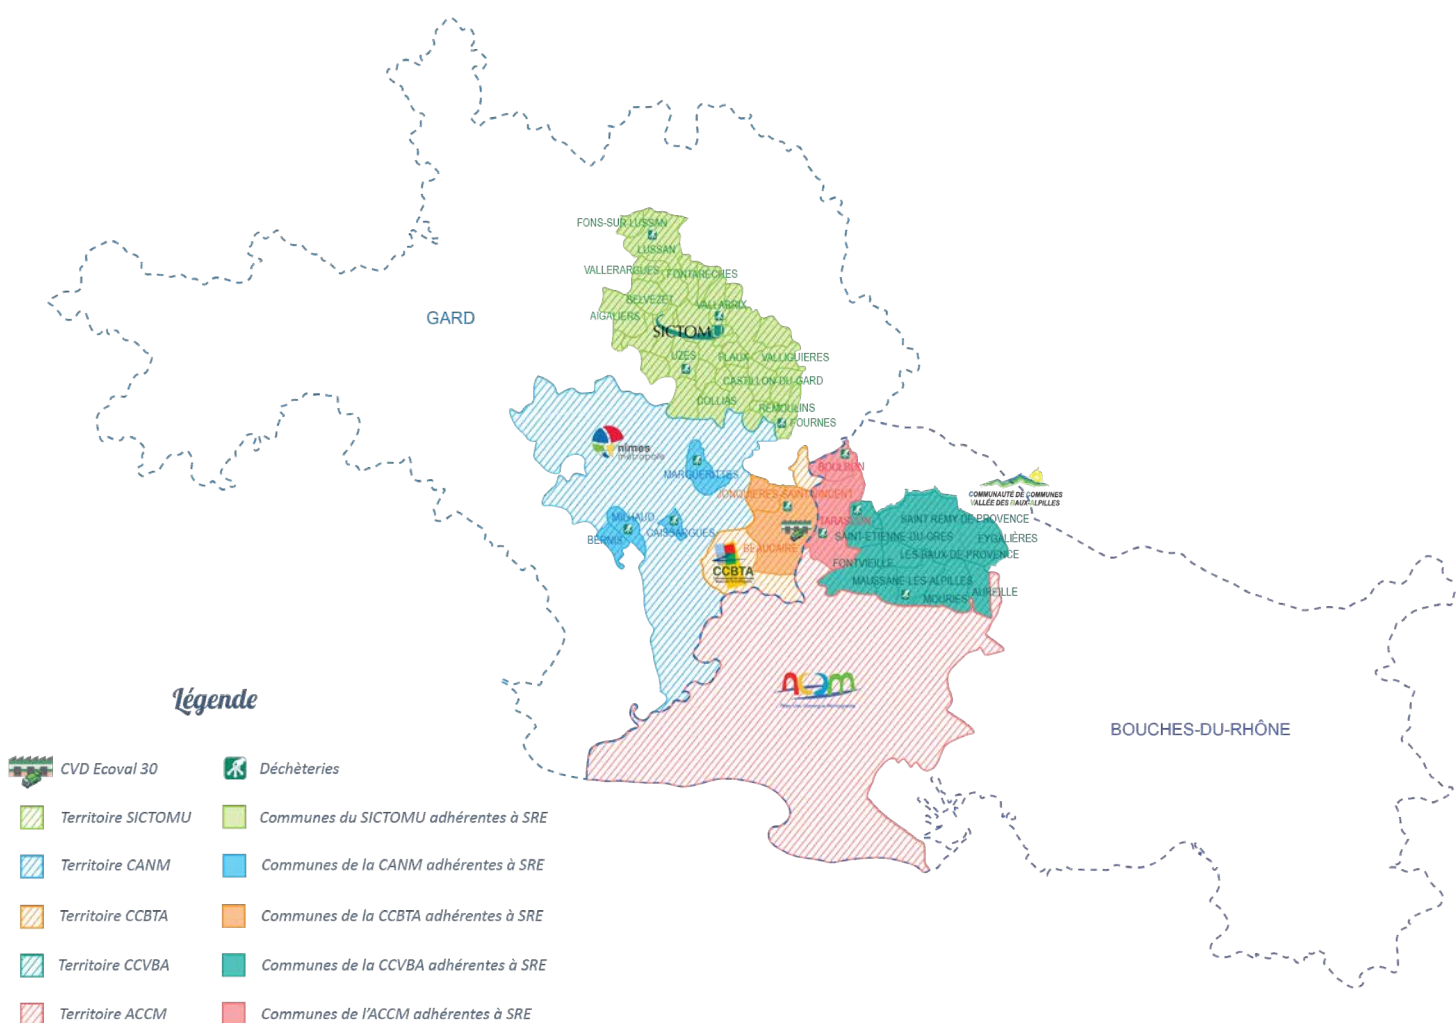 FONS-SUR-LUSSAN
LUSSAN
VALLERARGUES
FONTARECHES
BELVEZET
VALLABRIX
AIGALIERS
GARD
SICTOMU
UZES
FLAUX
VALLIGUIERES
CASTILLON-DU-GARD
COLLIAS
REMOULINS
FOURNES
nîmes
métropole
MARGUERITTES
BOULBON
JONQUIERES-SAINT-VINCENT
COMMUNAUTÉ DE COMMUNES
VALLÉE DES BAUX-ALPILLES
MILHAUD
CAISSARGUES
BERNIS
TARASCON
SAINT REMY DE PROVENCE
SAINT-ETIENNE-DU-GRES
EYGALIÈRES
BEAUCAIRE
LES BAUX-DE-PROVENCE
FONTVIEILLE
CCBTA
MAUSSANE-LES-ALPILLES
AUREILLE
MOURIES
ACCM
BOUCHES-DU-RHÔNE
Légende
CVD Ecoval 30
Déchèteries
Territoire SICTOMU
Communes du SICTOMU adhérentes à SRE
Territoire CANM
Communes de la CANM adhérentes à SRE
Territoire CCBTA
Communes de la CCBTA adhérentes à SRE
Territoire CCVBA
Communes de la CCVBA adhérentes à SRE
Territoire ACCM
Communes de l'ACCM adhérentes à SRE